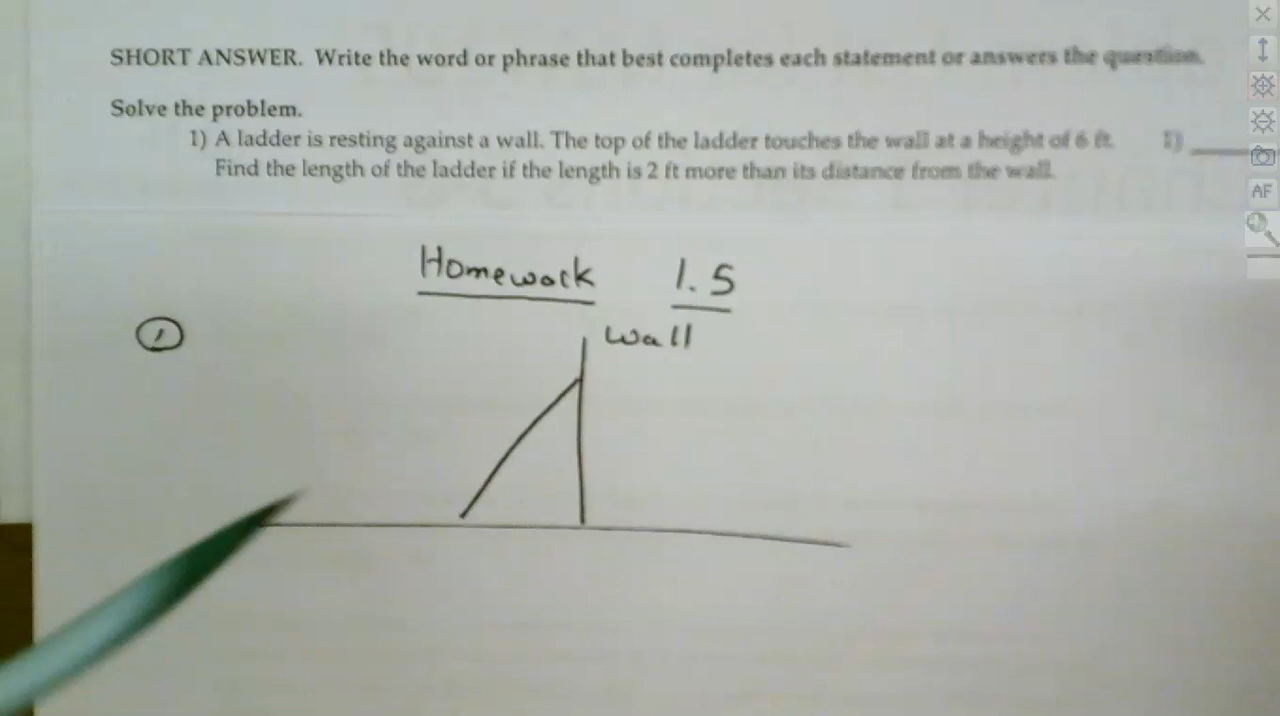 SHORT ANSWER. Write the word or phrase that best completes each statement or answers the question.
Solve the problem.
1) A ladder is resting against a wall. The top of the ladder touches the wall at a height of 6 ft. 1)
Find the length of the ladder if the length is 2 ft more than its distance from the wall.
Homework 1.5
1 wall
AF